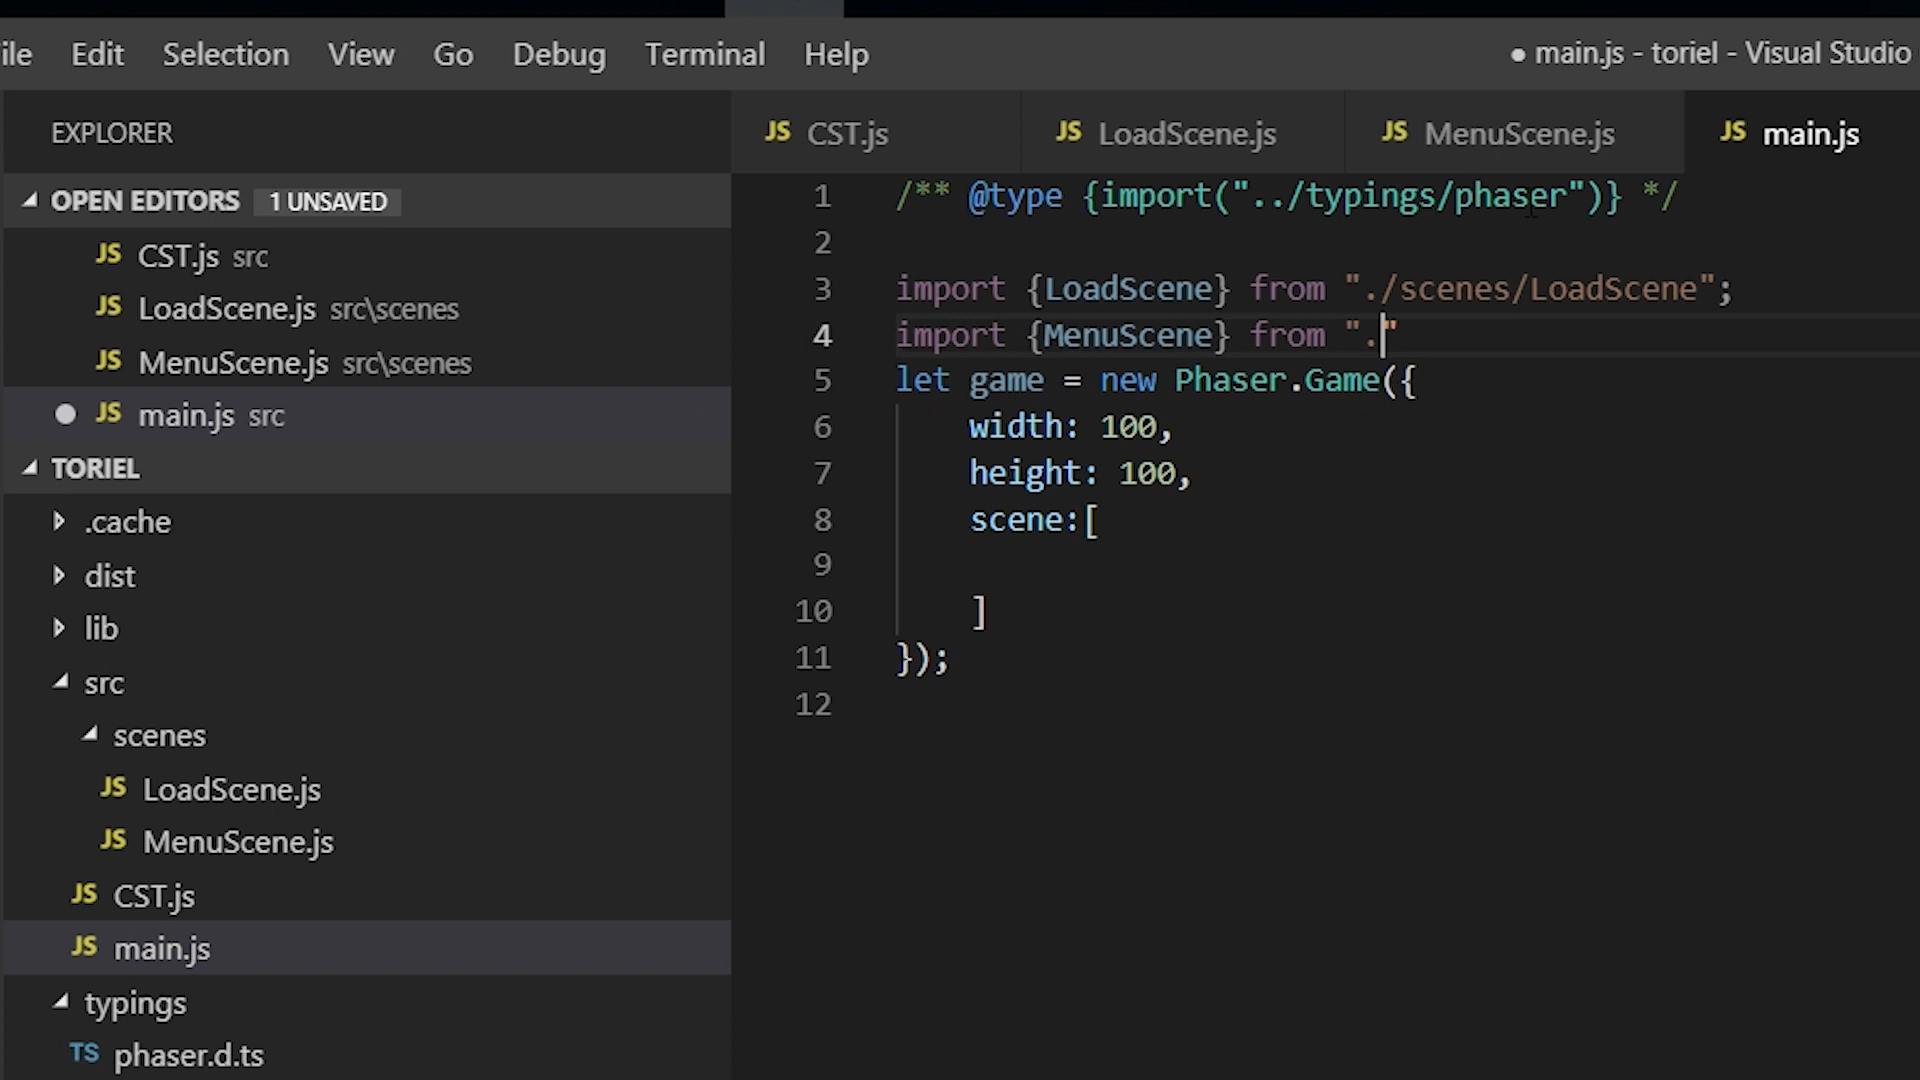 ile Edit Selection View Go Debug Terminal Help ● main.js - toriel - Visual Studio
EXPLORER
OPEN EDITORS 1 UNSAVED
JS CST.js src
JS LoadScene.js src\scenes
JS MenuScene.js src\scenes
● JS main.js src
TORIEL
.cache
dist
lib
src
scenes
JS LoadScene.js
JS MenuScene.js
JS CST.js
JS main.js
typings
TS phaser.d.ts
JS CST.js JS LoadScene.js JS MenuScene.js JS main.js
1 /** @type {import("../typings/phaser")} */
2
3 import {LoadScene} from "./scenes/LoadScene";
4 import {MenuScene} from "."
5 let game = new Phaser.Game({
6 width: 100,
7 height: 100,
8 scene:[
9
10 ]
11 });
12